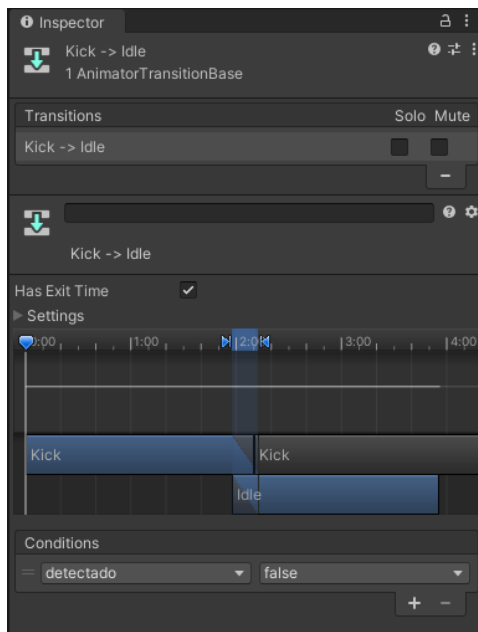 Inspector
Kick -> Idle
1 AnimatorTransitionBase
Transitions Solo Mute
Kick -> Idle
Kick -> Idle
Has Exit Time
Settings
0:00 1:00 2:00 3:00 4:00
Kick Kick
Idle
Conditions
detectado false